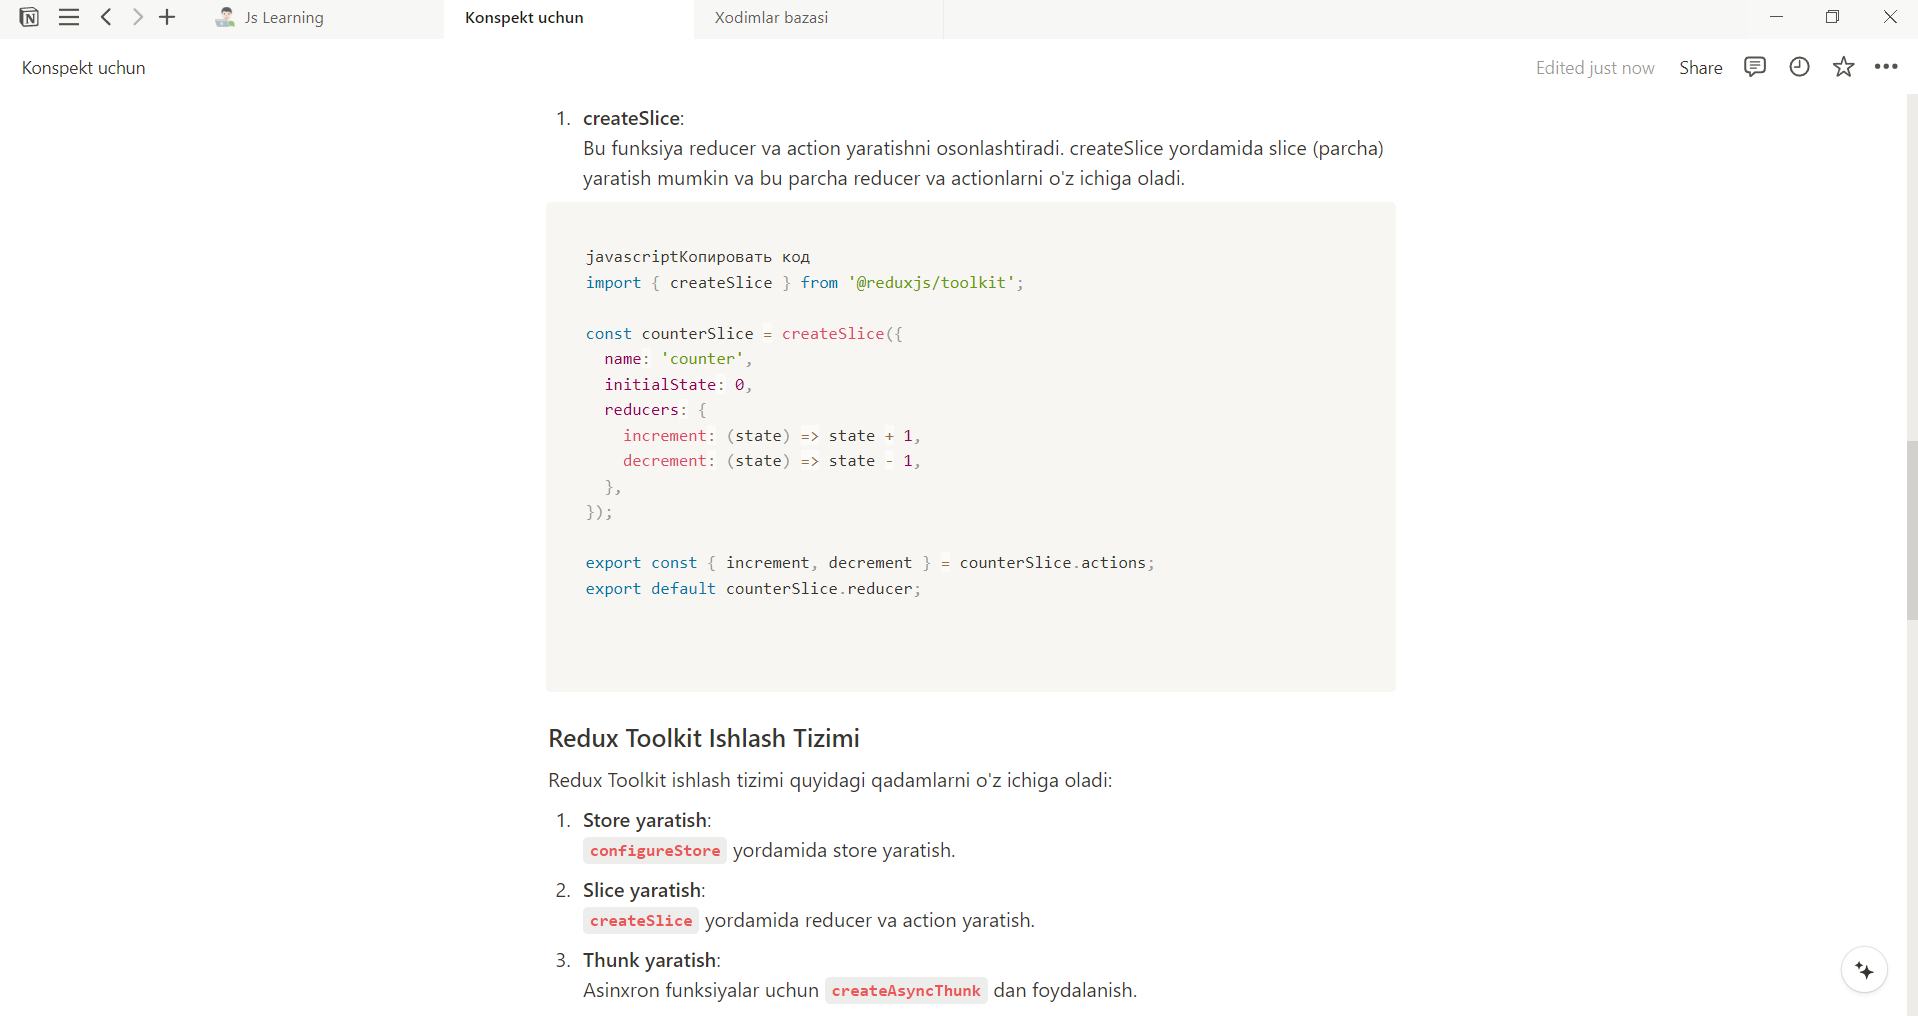 Js Learning
Konspekt uchun
Xodimlar bazasi
Konspekt uchun
Edited just now
Share
1. createSlice:
Bu funksiya reducer va action yaratishni osonlashtiradi. createSlice yordamida slice (parcha)
yaratish mumkin va bu parcha reducer va actionlarni o'z ichiga oladi.
javascriptКопировать код
import { createSlice } from '@reduxjs/toolkit';
const counterSlice = createSlice({
name: 'counter',
initialState: 0,
reducers: {
increment: (state) => state + 1,
decrement: (state) => state - 1,
},
});
export const { increment, decrement } = counterSlice.actions;
export default counterSlice.reducer;
Redux Toolkit Ishlash Tizimi
Redux Toolkit ishlash tizimi quyidagi qadamlarni o'z ichiga oladi:
1. Store yaratish:
configureStore yordamida store yaratish.
2. Slice yaratish:
createSlice yordamida reducer va action yaratish.
3. Thunk yaratish:
Asinxron funksiyalar uchun createAsyncThunk dan foydalanish.